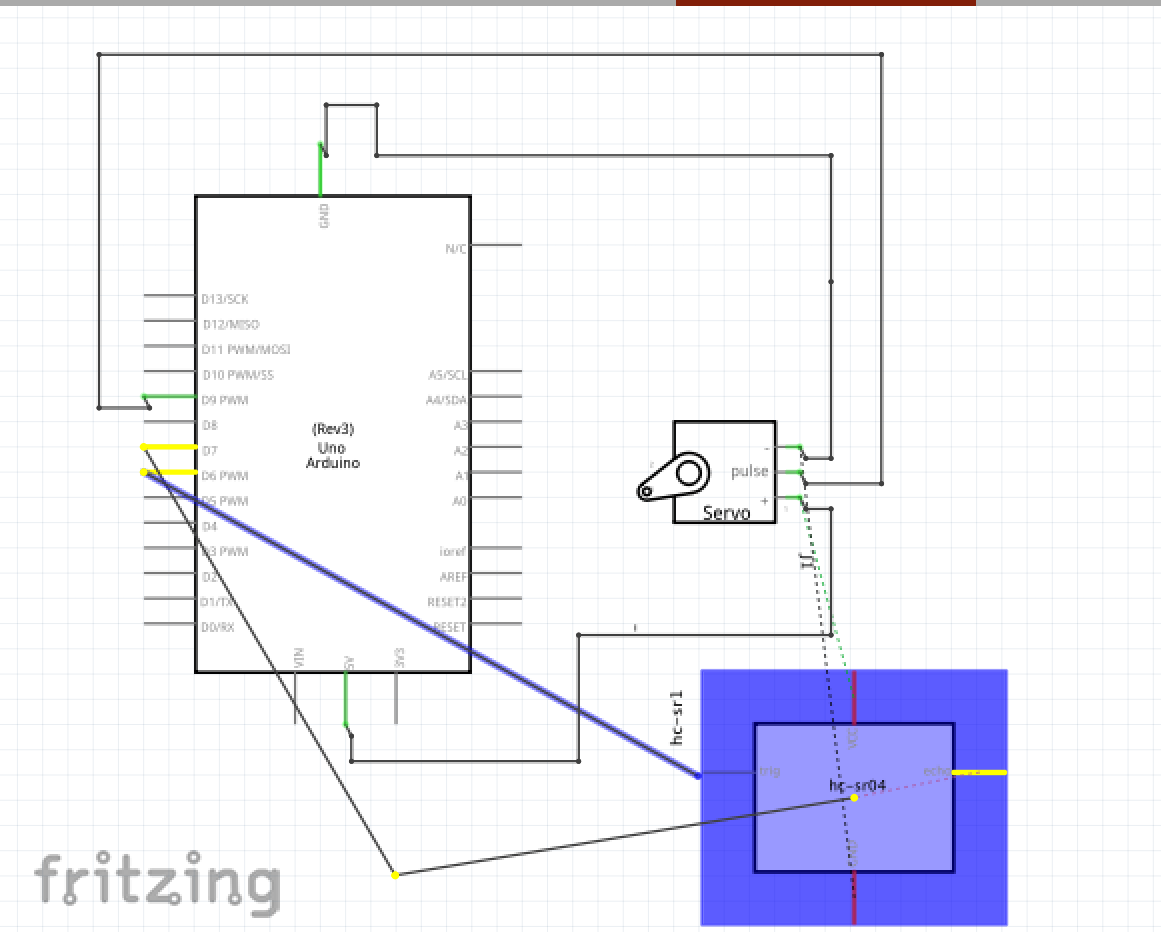 GND
N/C
D13/SCK
D12/MISO
D11 PWM/MOSI
D10 PWM/SS
A5/SCL
D9 PWM
A4/SDA
D8
A3
(Rev3)
D7
Uno
A2
Arduino
D6 PWM
A1
D5 PWM
A0
D4
D3 PWM
ioref
D2
AREF
D1/TX
RESET2
D0/RX
RESET
VIN
5V
3V3
-
pulse
+
Servo
J1
hc-sr1
VCC
trig
echo
hc-sr04
GND
fritzing